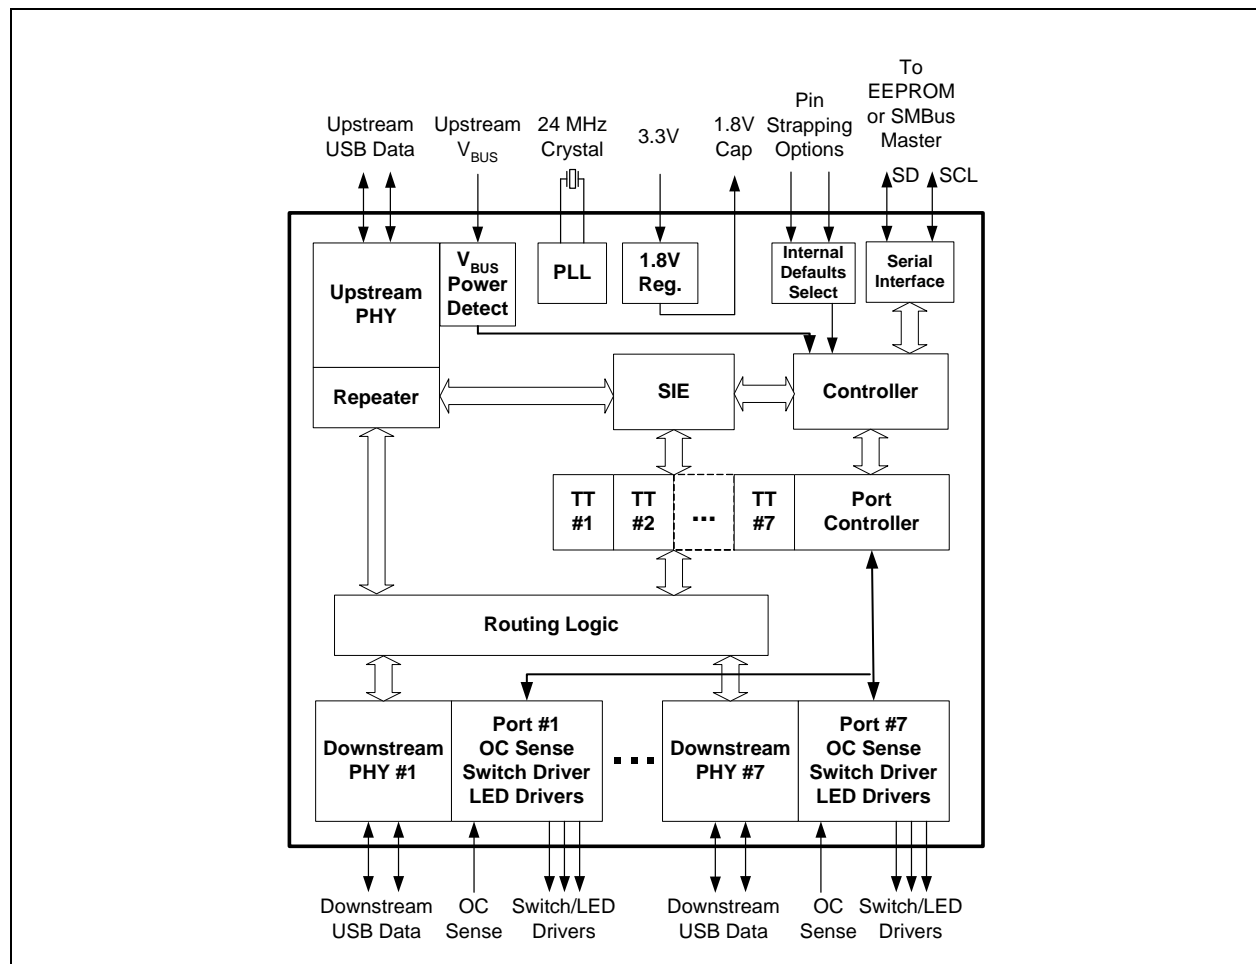 To
EEPROM
or SMBus
Master
Upstream
USB Data
Upstream
VBUS
24 MHz
Crystal
3.3V
1.8V
Cap
Pin
Strapping
Options
SD
SCL
Upstream
PHY
VBUS
Power
Detect
PLL
1.8V
Reg.
Internal
Defaults
Select
Serial
Interface
Repeater
SIE
Controller
TT
#1
TT
#2
...
TT
#7
Port
Controller
Routing Logic
Downstream
PHY #1
Port #1
OC Sense
Switch Driver
LED Drivers
...
Downstream
PHY #7
Port #7
OC Sense
Switch Driver
LED Drivers
Downstream
USB Data
OC
Sense
Switch/LED
Drivers
Downstream
USB Data
OC
Sense
Switch/LED
Drivers